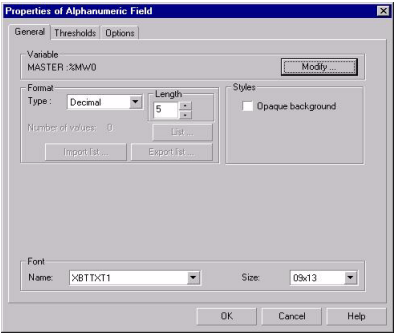 Properties of Alphanumeric Field
General Thresholds Options
Variable
MASTER :%MW0
Modify ...
Format
Type : Decimal
Length
5
Styles
Opaque background
Number of values: 0
List ...
Import list ...
Export list ...
Font
Name: XBTTXT1
Size: 09x13
OK Cancel Help